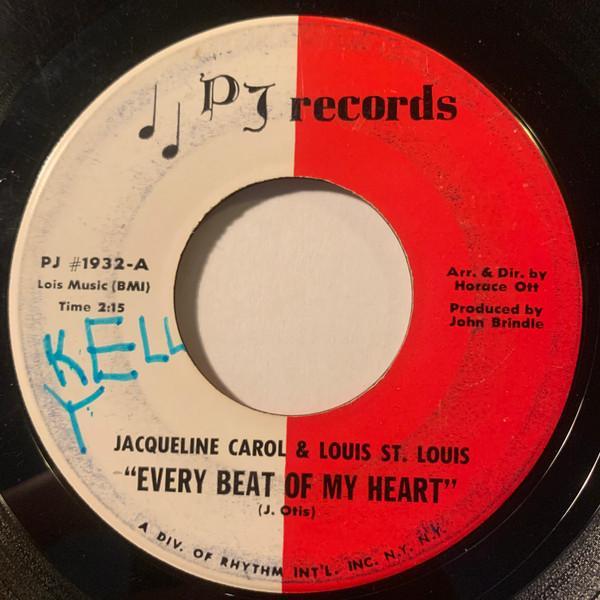 PJ records
PJ #1932-A
Lois Music (BMI)
Time 2:15
Arr. & Dir. by
Horace Ott
Produced by
John Brindle
KELL
Y
JACQUELINE CAROL & LOUIS ST. LOUIS
"EVERY BEAT OF MY HEART"
(J. Otis)
A DIV. OF RHYTHM INT'L. INC. N.Y. N.Y.